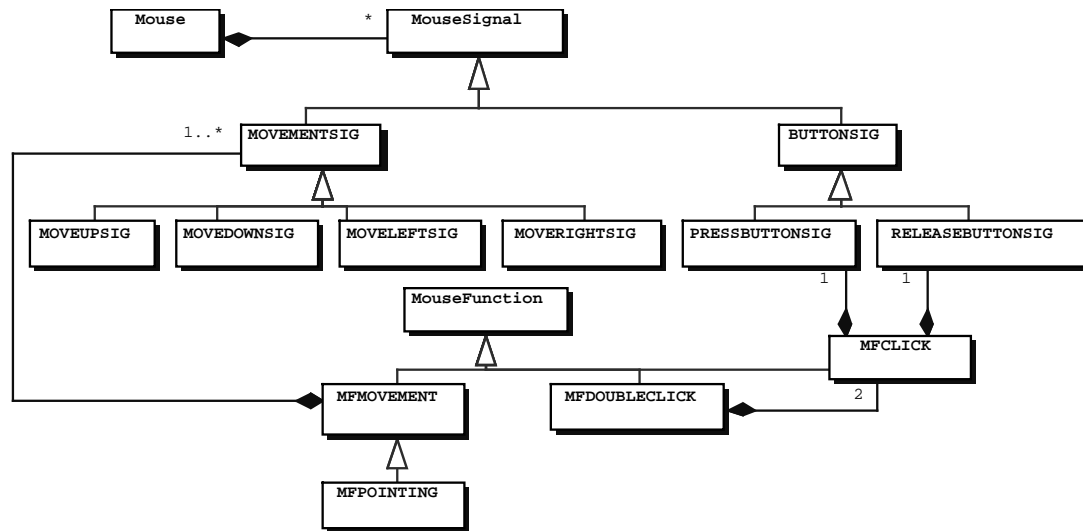 Mouse
*
MouseSignal
1..*
MOVEMENTSIG
BUTTONSIG
MOVEUPSIG
MOVEDOWNSIG
MOVELEFTSIG
MOVERIGHTSIG
PRESSBUTTONSIG
RELEASEBUTTONSIG
1
1
MouseFunction
MFCLICK
MFMOVEMENT
MFDOUBLECLICK
2
MFPOINTING